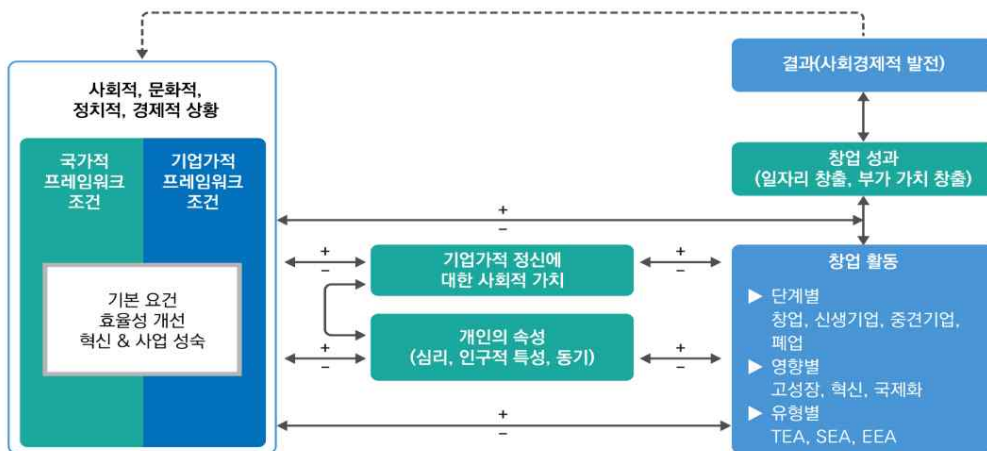 사회적, 문화적,
정치적, 경제적 상황
국가적
프레임워크
조건
기업가적
프레임워크
조건
기본 요건
효율성 개선
혁신 & 사업 성숙
결과(사회경제적 발전)
창업 성과
(일자리 창출, 부가 가치 창출)
+
−
+
−
기업가적 정신에
대한 사회적 가치
+
−
+
−
개인의 속성
(심리, 인구적 특성, 동기)
+
−
+
−
창업 활동
▶ 단계별
창업, 신생기업, 중견기업,
폐업
▶ 영향별
고성장, 혁신, 국제화
▶ 유형별
TEA, SEA, EEA